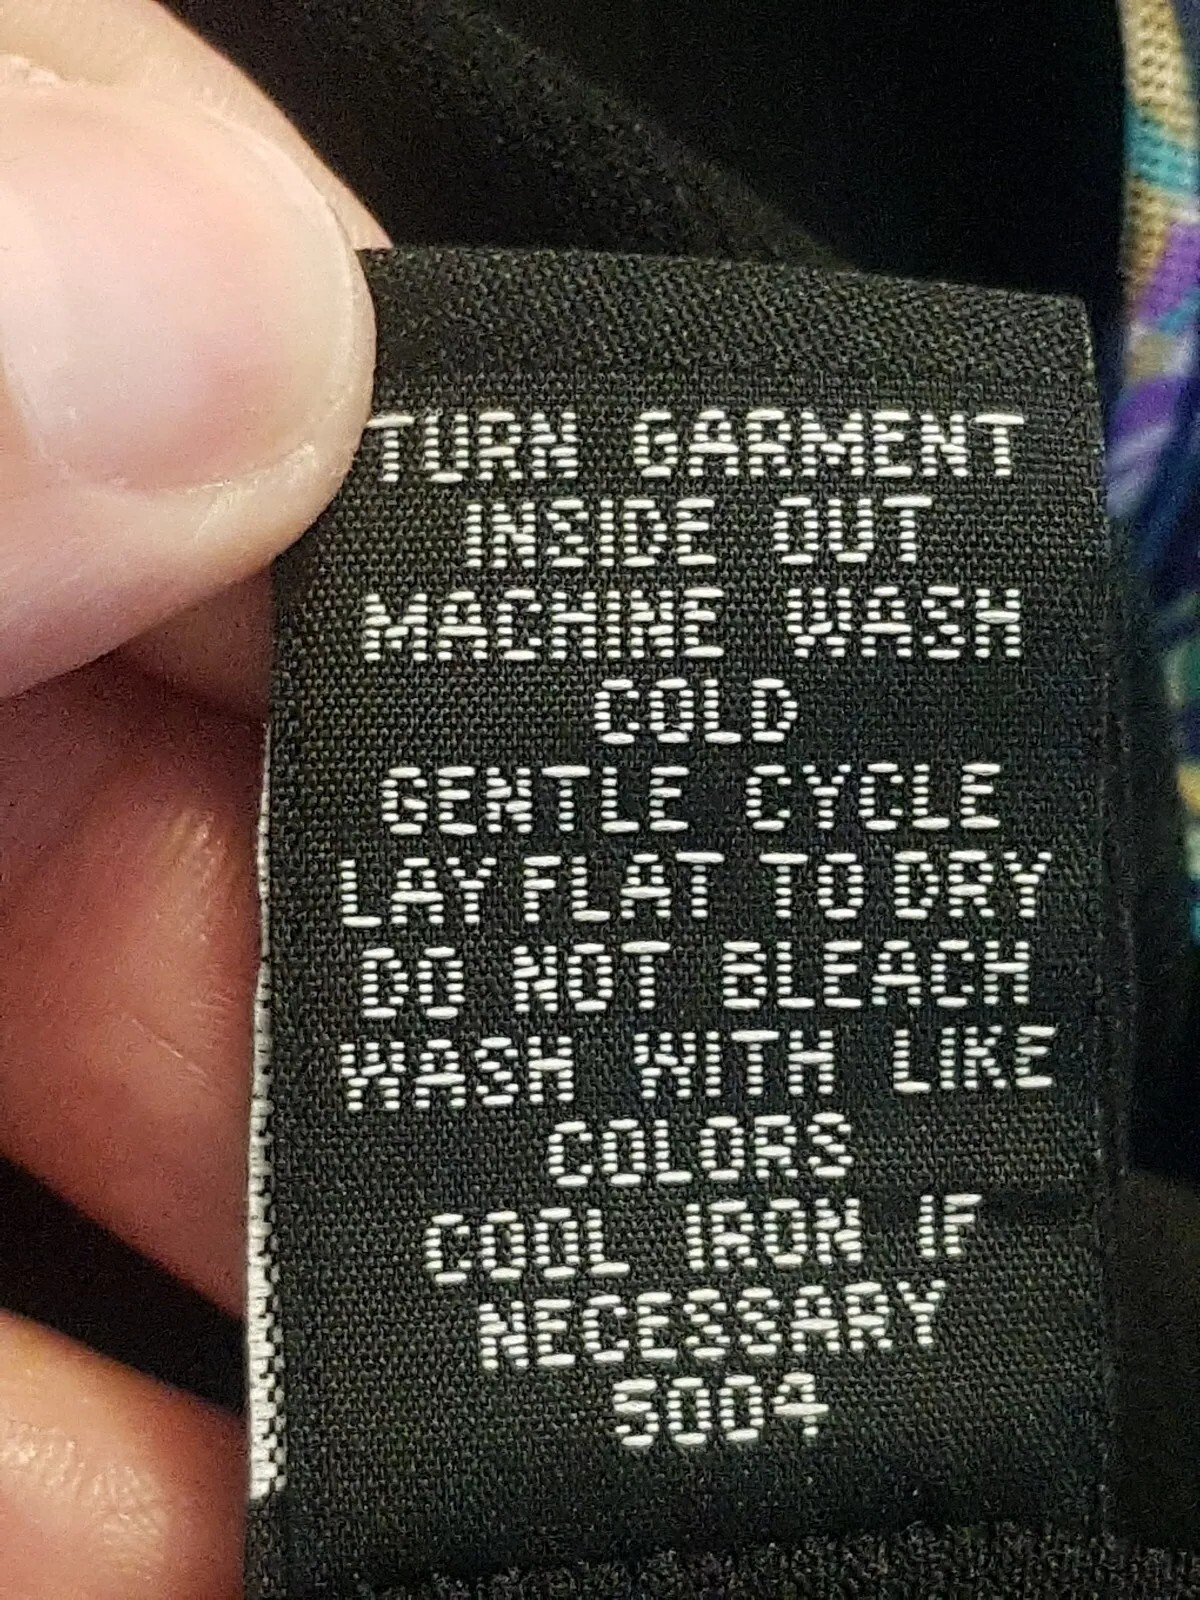 TURN GARMENT
INSIDE OUT
MACHINE WASH
COLD
GENTLE CYCLE
LAY FLAT TO DRY
DO NOT BLEACH
WASH WITH LIKE
COLORS
COOL IRON IF
NECESSARY
5004